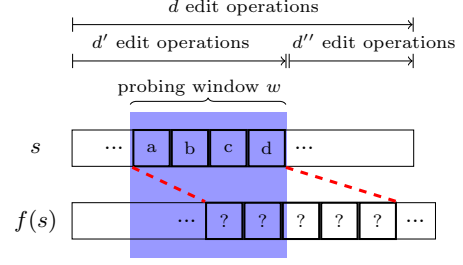 d edit operations
d′ edit operations d″ edit operations
probing window w
s ... a b c d ...
f(s) ... ? ? ? ? ? ...